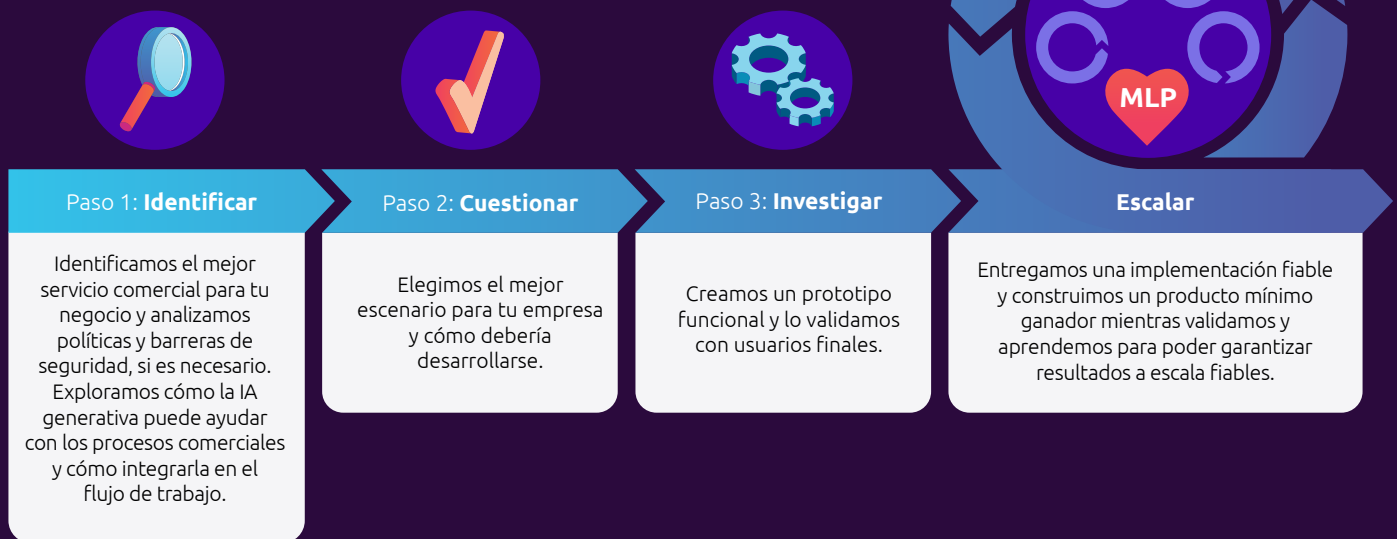 MLP
Paso 1: Identificar
Identificamos el mejor
servicio comercial para tu
negocio y analizamos
políticas y barreras de
seguridad, si es necesario.
Exploramos cómo la IA
generativa puede ayudar
con los procesos comerciales
y cómo integrarla en el
flujo de trabajo.
Paso 2: Cuestionar
Elegimos el mejor
escenario para tu empresa
y cómo debería
desarrollarse.
Paso 3: Investigar
Creamos un prototipo
funcional y lo validamos
con usuarios finales.
Escalar
Entregamos una implementación fiable
y construimos un producto mínimo
ganador mientras validamos y
aprendemos para poder garantizar
resultados a escala fiables.